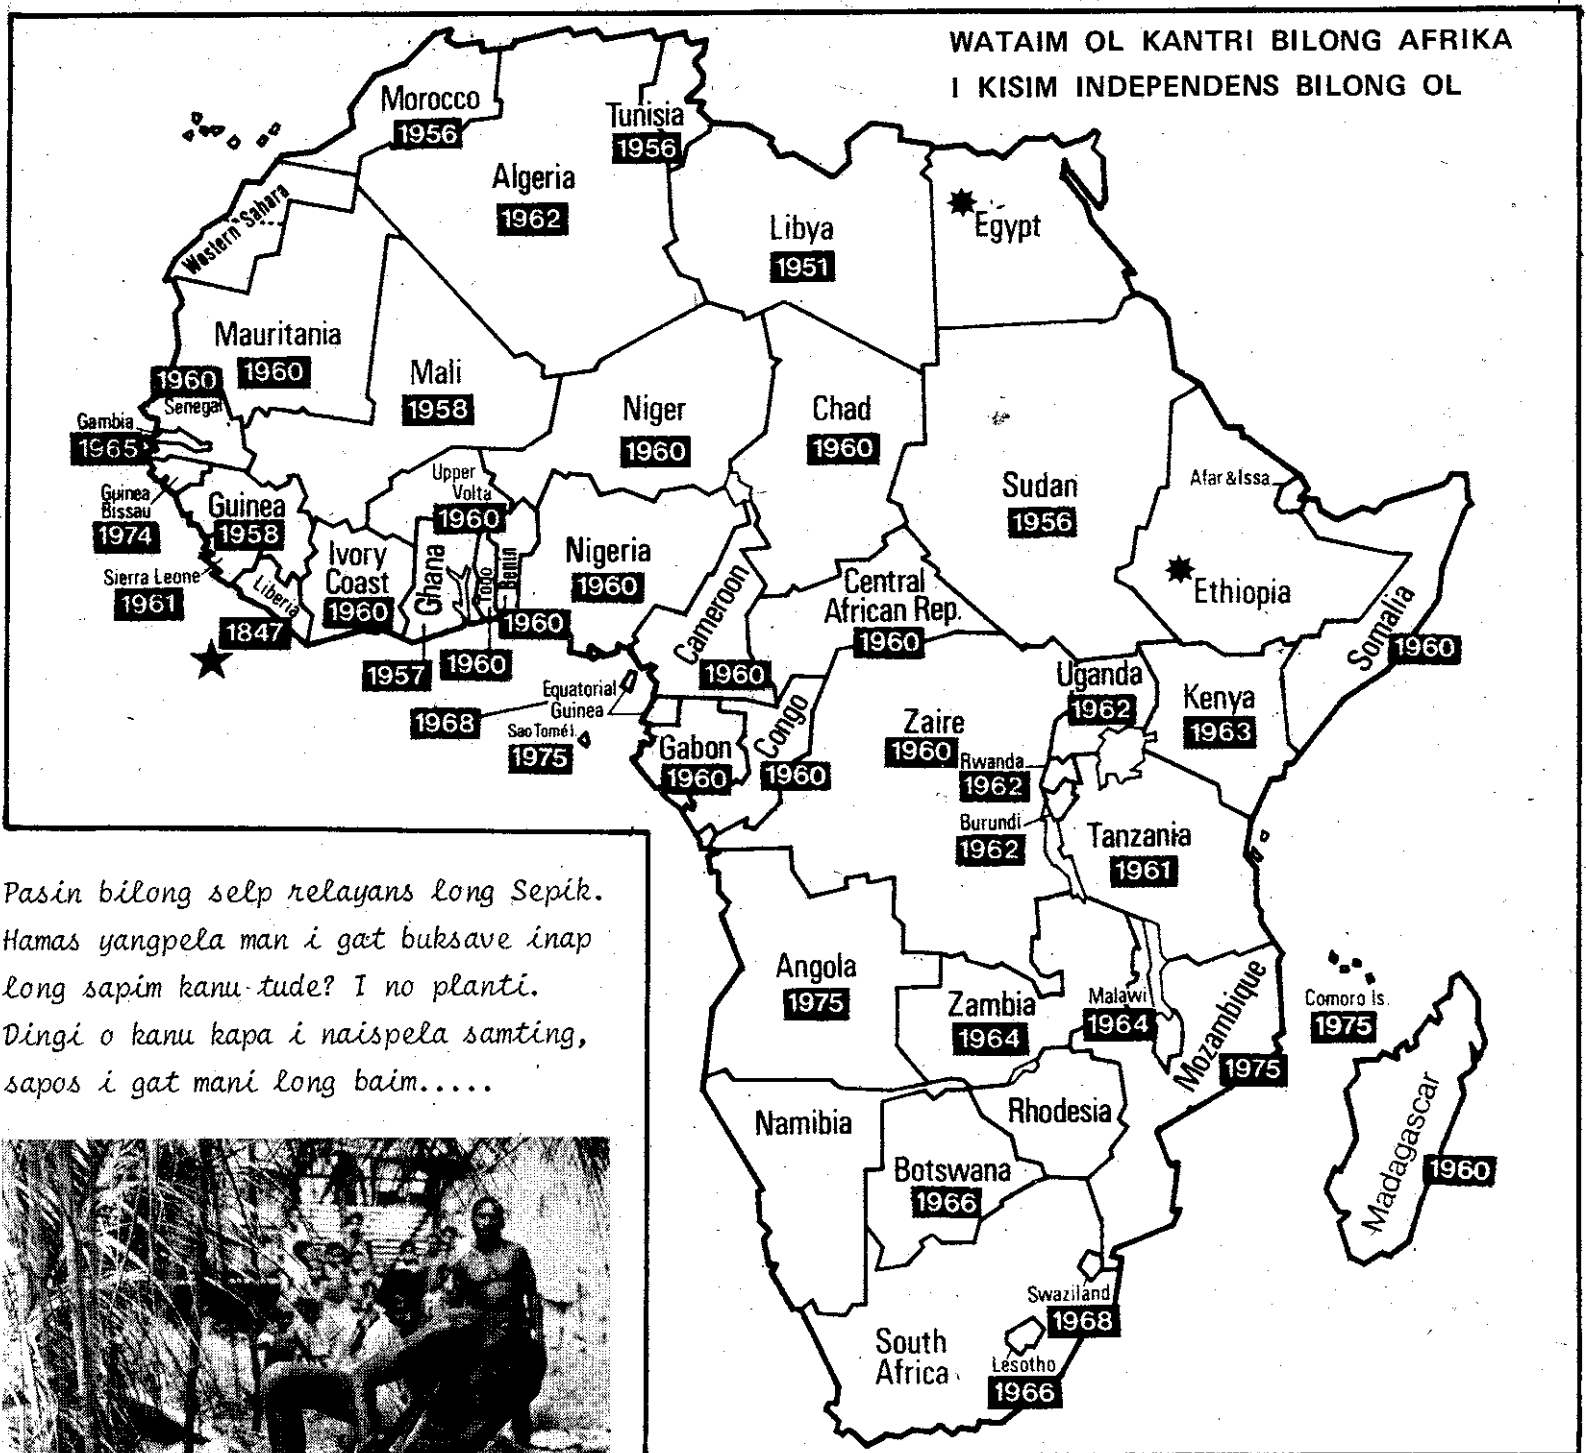 WATAIM OL KANTRI BILONG AFRIKA
I KISIM INDEPENDENS BILONG OL
Morocco
1956
Tunisia
1956
Algeria
1962
Libya
1951
Egypt
Western Sahara
Mauritania
1960
1960
Senegal
Mali
1958
Niger
1960
Chad
1960
Sudan
1956
Afar & Issa
Ethiopia
Somalia
1960
Gambia
1965
Guinea
Bissau
1974
Guinea
1958
Sierra Leone
1961
Liberia
1847
Ivory
Coast
1960
Upper
Volta
1960
Ghana
1957
Togo
1960
Benin
1960
Nigeria
1960
Cameroon
1960
Central
African Rep.
1960
Equatorial
Guinea
1968
Sao Tomé
1975
Gabon
1960
Congo
1960
Zaire
1960
Uganda
1962
Kenya
1963
Rwanda
1962
Burundi
1962
Tanzania
1961
Angola
1975
Zambia
1964
Malawi
1964
Mozambique
1975
Comoro Is.
1975
Madagascar
1960
Namibia
Rhodesia
Botswana
1966
Swaziland
1968
South
Africa
Lesotho
1966
Pasin bilong selp relayans long Sepik.
Hamas yangpela man i gat buksave inap
long sapim kanu tude? I no planti.
Dingi o kanu kapa i naispela samting,
sapos i gat mani long baim.....